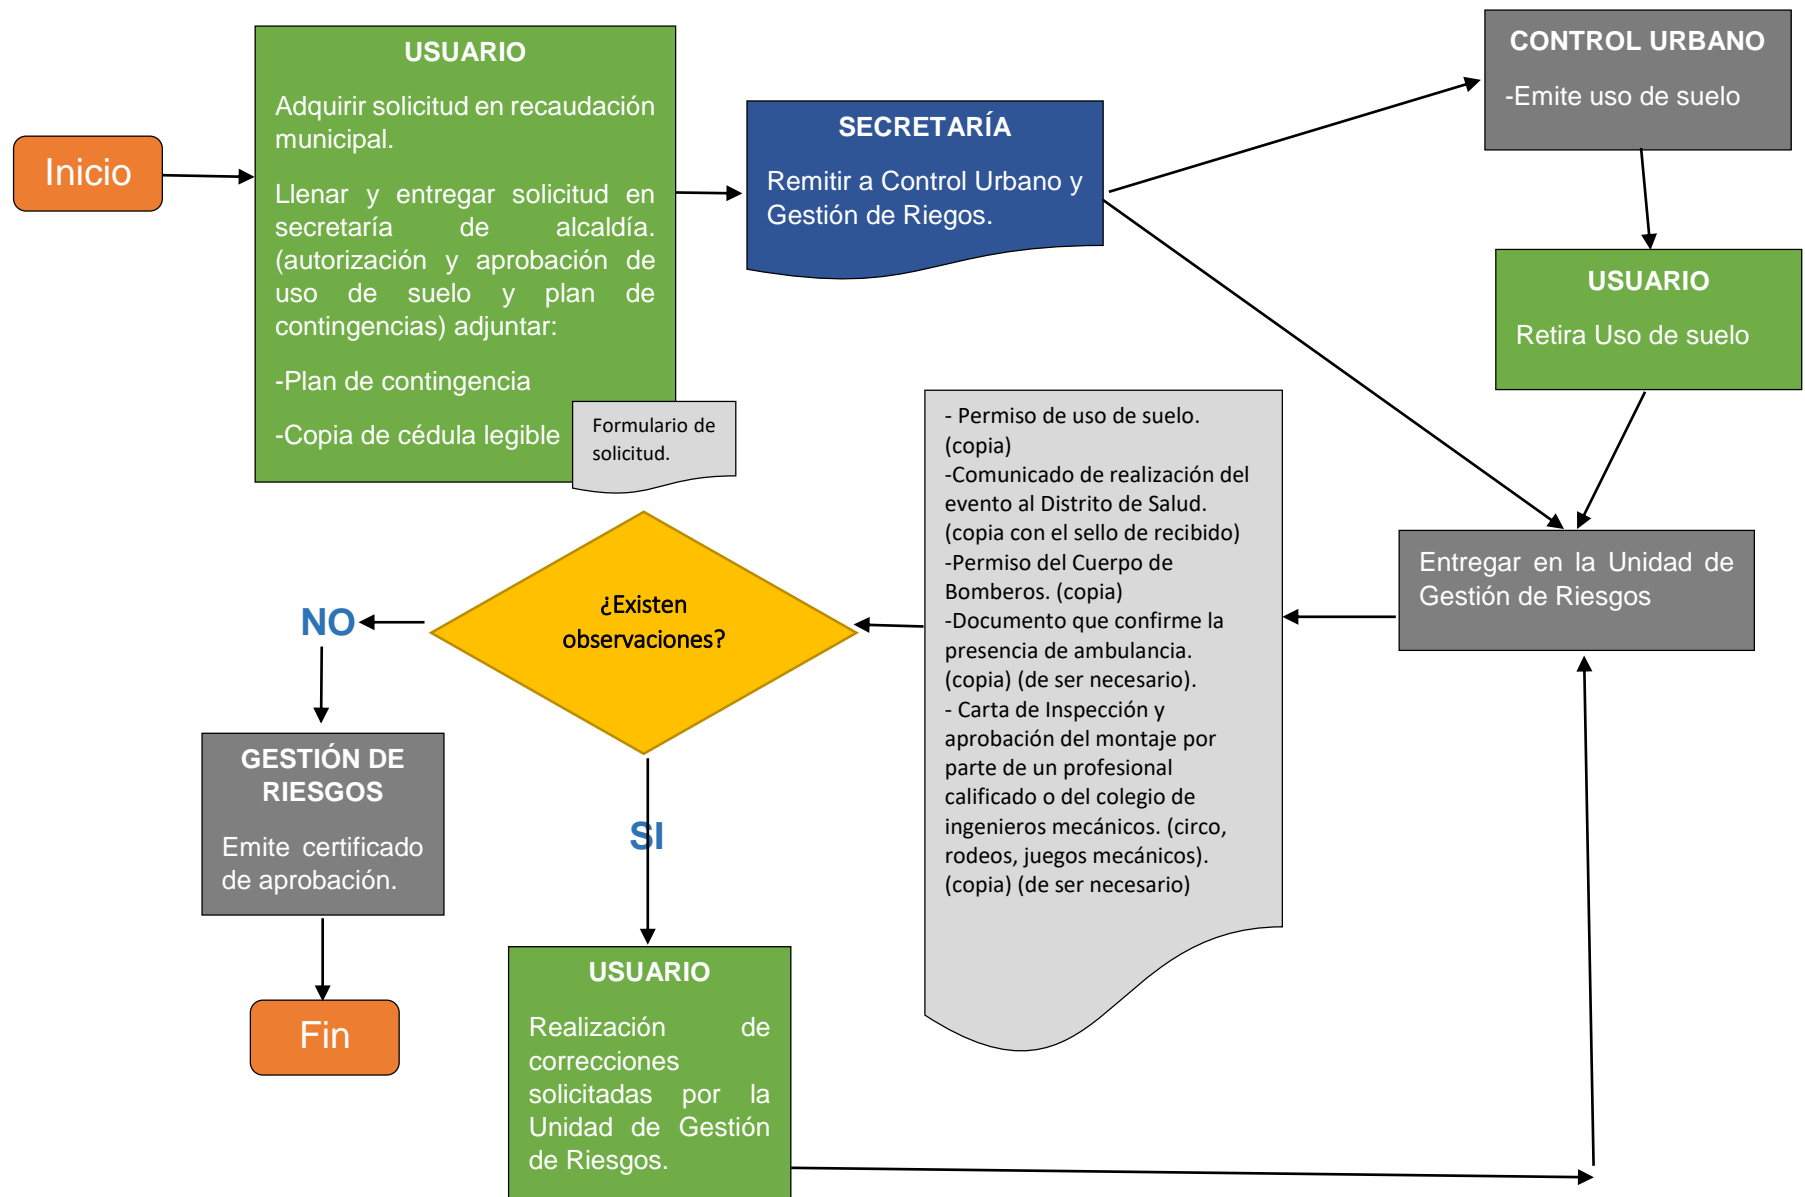 Inicio
USUARIO
Adquirir solicitud en recaudación
municipal.
Llenar y entregar solicitud en
secretaría de alcaldía.
(autorización y aprobación de
uso de suelo y plan de
contingencias) adjuntar:
-Plan de contingencia
-Copia de cédula legible
Formulario de
solicitud.
SECRETARÍA
Remitir a Control Urbano y
Gestión de Riegos.
CONTROL URBANO
-Emite uso de suelo
USUARIO
Retira Uso de suelo
Entregar en la Unidad de
Gestión de Riesgos
- Permiso de uso de suelo.
(copia)
-Comunicado de realización del
evento al Distrito de Salud.
(copia con el sello de recibido)
-Permiso del Cuerpo de
Bomberos. (copia)
-Documento que confirme la
presencia de ambulancia.
(copia) (de ser necesario).
- Carta de Inspección y
aprobación del montaje por
parte de un profesional
calificado o del colegio de
ingenieros mecánicos. (circo,
rodeos, juegos mecánicos).
(copia) (de ser necesario)
¿Existen
observaciones?
NO
GESTIÓN DE
RIESGOS
Emite certificado
de aprobación.
Fin
SI
USUARIO
Realización de
correcciones
solicitadas por la
Unidad de Gestión
de Riesgos.